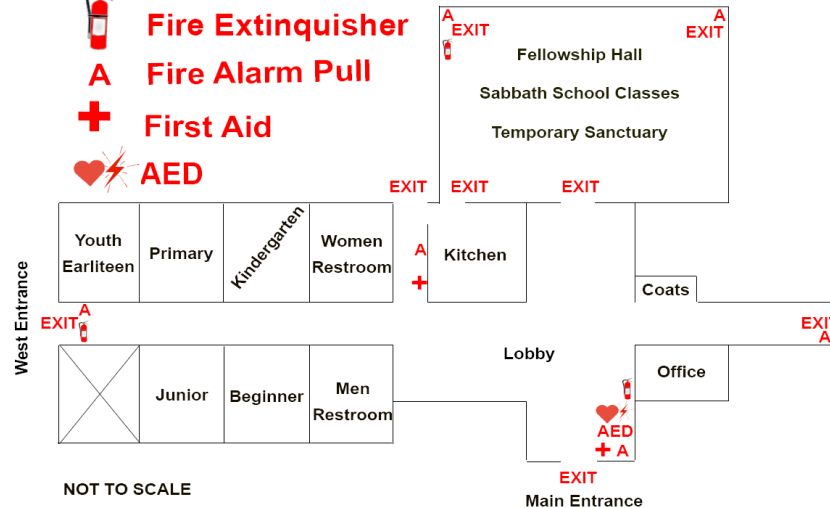 Fire Extinguisher
A Fire Alarm Pull
First Aid
AED
A
EXIT
A
EXIT
Fellowship Hall
Sabbath School Classes
Temporary Sanctuary
EXIT EXIT EXIT
Youth
Earliteen
Primary
Kindergarten
Women
Restroom
A
Kitchen
Coats
West Entrance
A
EXIT
EXIT
A
Lobby
Junior
Beginner
Men
Restroom
Office
AED
A
EXIT
Main Entrance
NOT TO SCALE